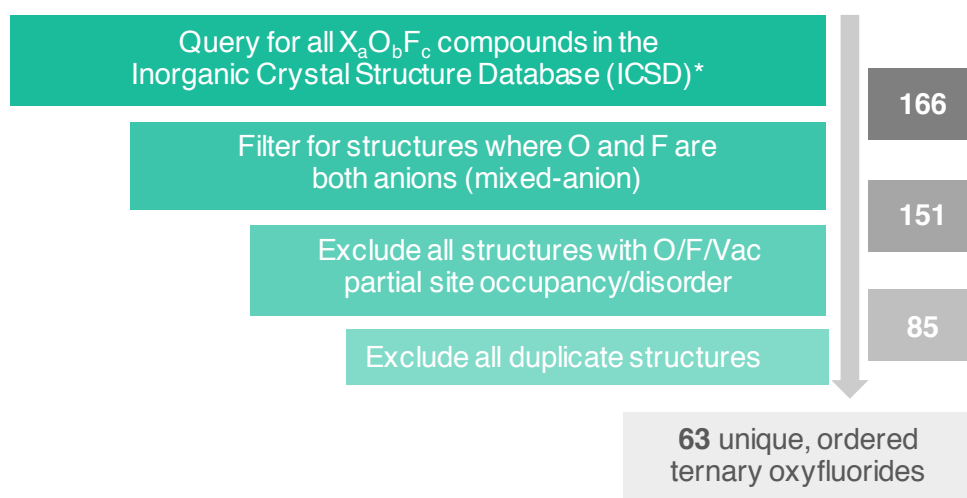 Query for all XaObFc compounds in the
Inorganic Crystal Structure Database (ICSD)*
166
Filter for structures where O and F are
both anions (mixed-anion)
151
Exclude all structures with O/F/Vac
partial site occupancy/disorder
85
Exclude all duplicate structures
63 unique, ordered
ternary oxyfluorides